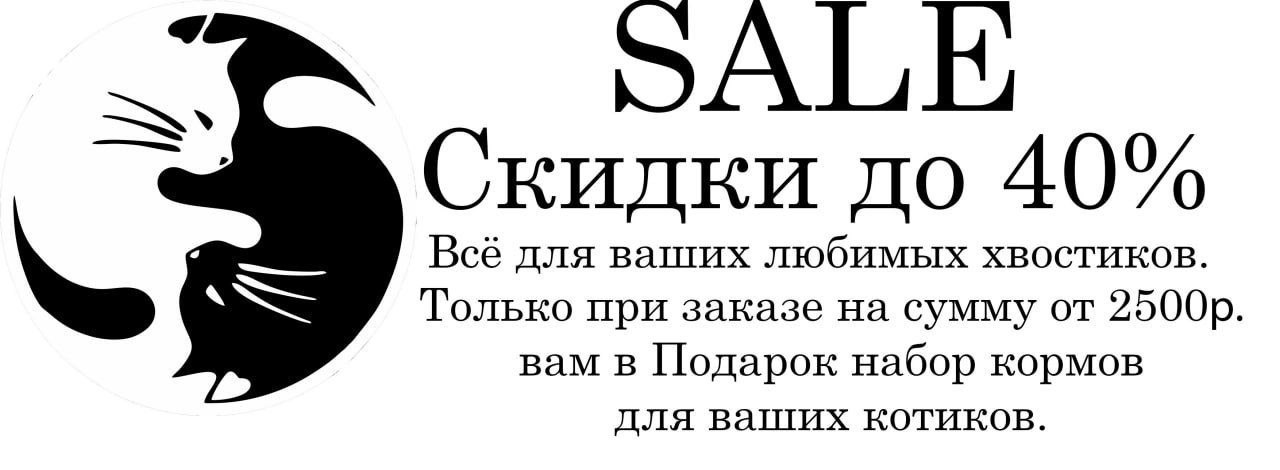 SALE
Скидки до 40%
Всё для ваших любимых хвостиков.
Только при заказе на сумму от 2500р.
вам в Подарок набор кормов
для ваших котиков.